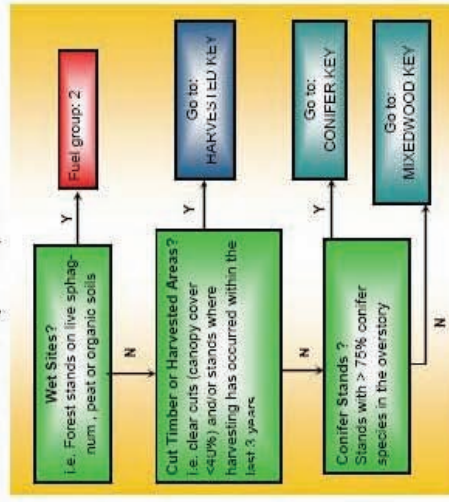 Wet Sites?
i.e. Forest stands on live sphag-
num , peat or organic soils
Y
Fuel group: 2
N
Cut Timber or Harvested Areas?
i.e. clear cuts (canopy cover
<40%) and/or stands where
harvesting has occurred within the
last 3 years
Y
Go to:
HARVESTED KEY
N
Conifer Stands ?
Stands with > 75% conifer
species in the overstory
Y
Go to:
CONIFER KEY
N
Go to:
MIXEDWOOD KEY